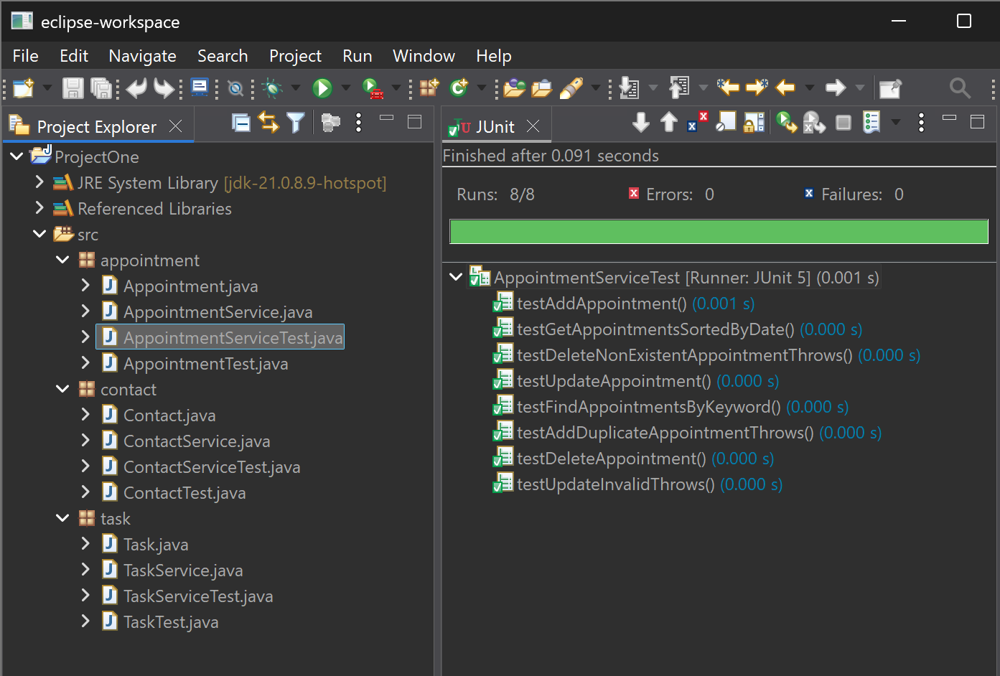 eclipse-workspace
File Edit Navigate Search Project Run Window Help
Project Explorer
ProjectOne
JRE System Library [jdk-21.0.8.9-hotspot]
Referenced Libraries
src
appointment
Appointment.java
AppointmentService.java
AppointmentServiceTest.java
AppointmentTest.java
contact
Contact.java
ContactService.java
ContactServiceTest.java
ContactTest.java
task
Task.java
TaskService.java
TaskServiceTest.java
TaskTest.java
JUnit
Finished after 0.091 seconds
Runs: 8/8 Errors: 0 Failures: 0
AppointmentServiceTest [Runner: JUnit 5] (0.001 s)
testAddAppointment() (0.001 s)
testGetAppointmentsSortedByDate() (0.000 s)
testDeleteNonExistentAppointmentThrows() (0.000 s)
testUpdateAppointment() (0.000 s)
testFindAppointmentsByKeyword() (0.000 s)
testAddDuplicateAppointmentThrows() (0.000 s)
testDeleteAppointment() (0.000 s)
testUpdateInvalidThrows() (0.000 s)